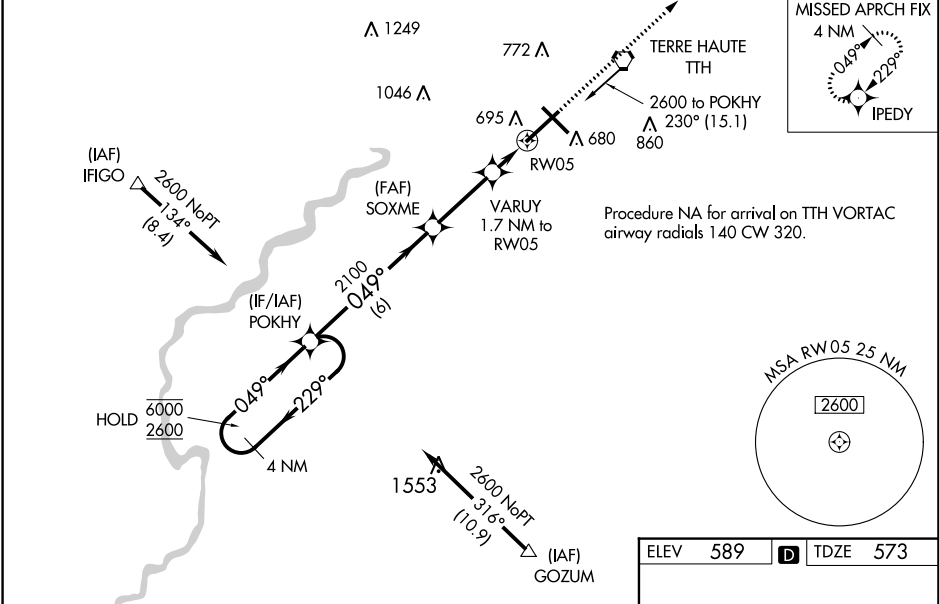 MISSED APRCH FIX
4 NM
049°
229°
IPEDY
1249
772
TERRE HAUTE
TTH
1046
2600 to POKHY
230° (15.1)
695
680
860
RW05
(IAF)
IFIGO
2600 NoPT
134°
(8.4)
(FAF)
SOXME
VARUY
1.7 NM to
RW05
Procedure NA for arrival on TTH VORTAC
airway radials 140 CW 320.
2100
049°
(6)
(IF/IAF)
POKHY
049°
229°
HOLD
6000
2600
4 NM
MSA RW05 25 NM
2600
1553
2600 NoPT
316°
(10.9)
(IAF)
GOZUM
ELEV 589 D TDZE 573